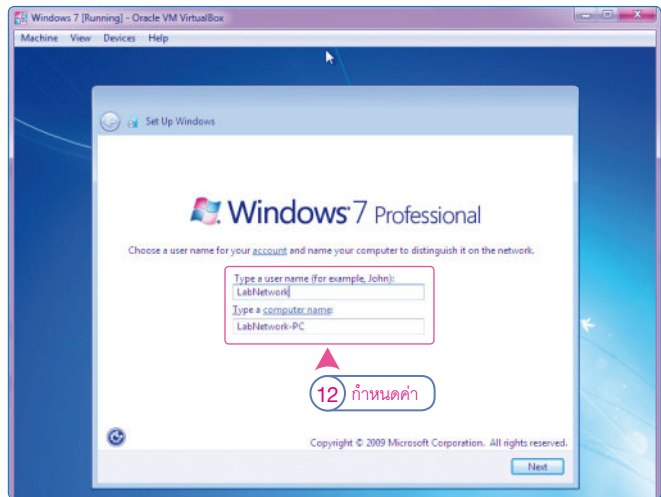 Windows 7 [Running] - Oracle VM VirtualBox
Machine View Devices Help
Set Up Windows
Windows 7 Professional
Choose a user name for your account and name your computer to distinguish it on the network.
Type a user name (for example, John):
LabNetwork
Type a computer name:
LabNetwork-PC
12 กำหนดค่า
Copyright © 2009 Microsoft Corporation. All rights reserved.
Next